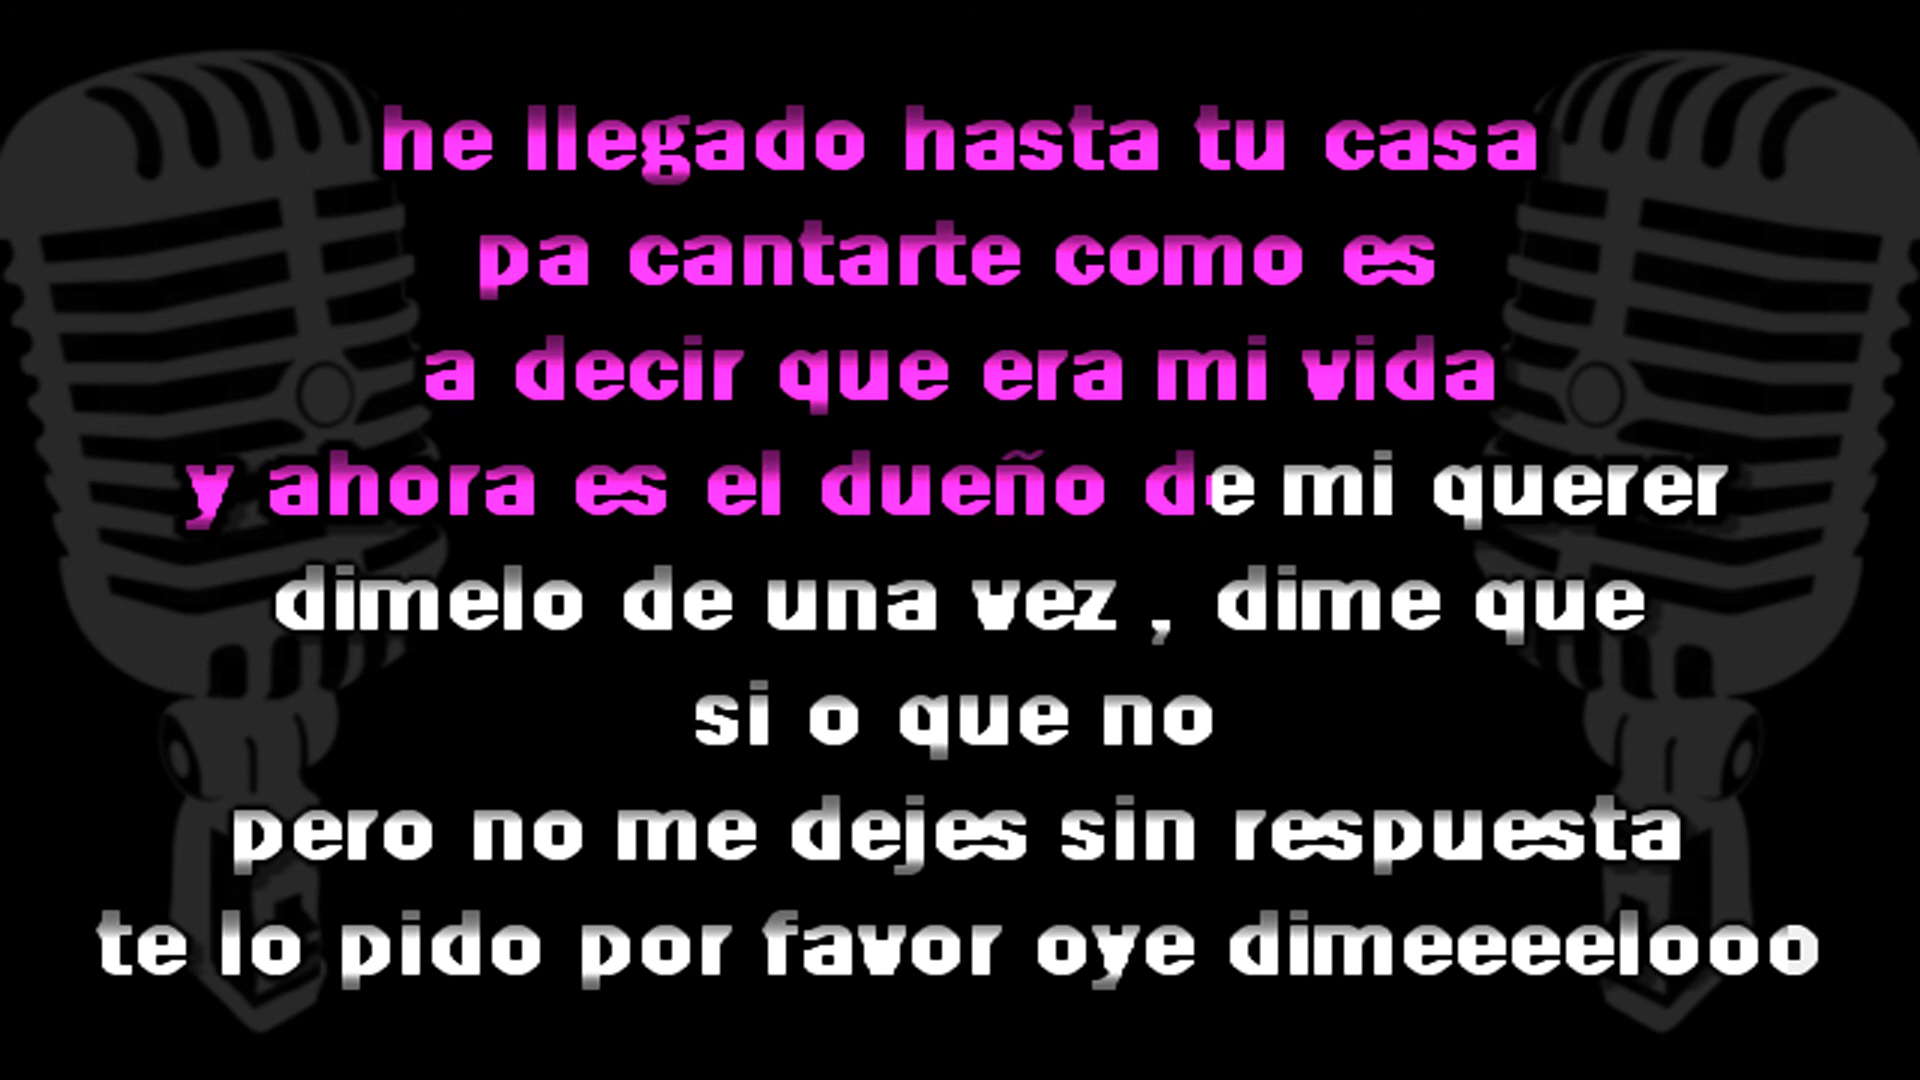 he llegado hasta tu casa
pa cantarte como es
a decir que era mi vida
y ahora es el dueño de mi querer
dimelo de una vez , dime que
si o que no
pero no me dejes sin respuesta
te lo pido por favor oye dimeeeelooo